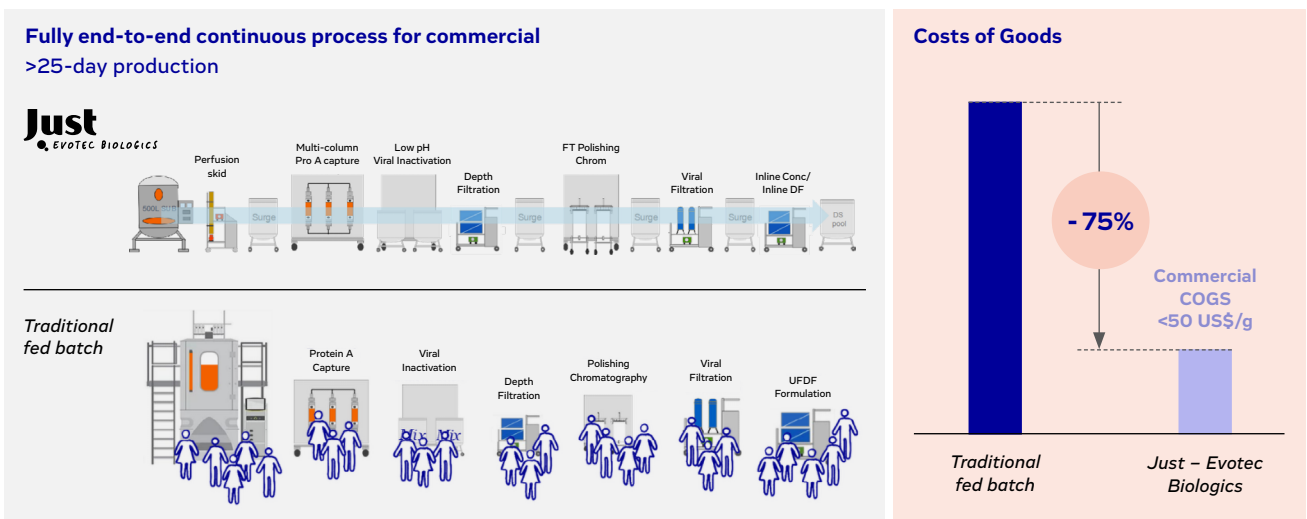 Fully end-to-end continuous process for commercial
>25-day production
Just
EVOTEC BIOLOGICS
Perfusion
skid
Multi-column
Pro A capture
Low pH
Viral Inactivation
Depth
Filtration
FT Polishing
Chrom
Viral
Filtration
Inline Conc/
Inline DF
500L
Surge
Surge
Surge
Surge
DS
pool
Traditional
fed batch
Protein A
Capture
Viral
Inactivation
Depth
Filtration
Polishing
Chromatography
Viral
Filtration
UFDF
Formulation
Mix Mix
Costs of Goods
- 75%
Commercial
COGS
<50 US$/g
Traditional
fed batch
Just – Evotec
Biologics